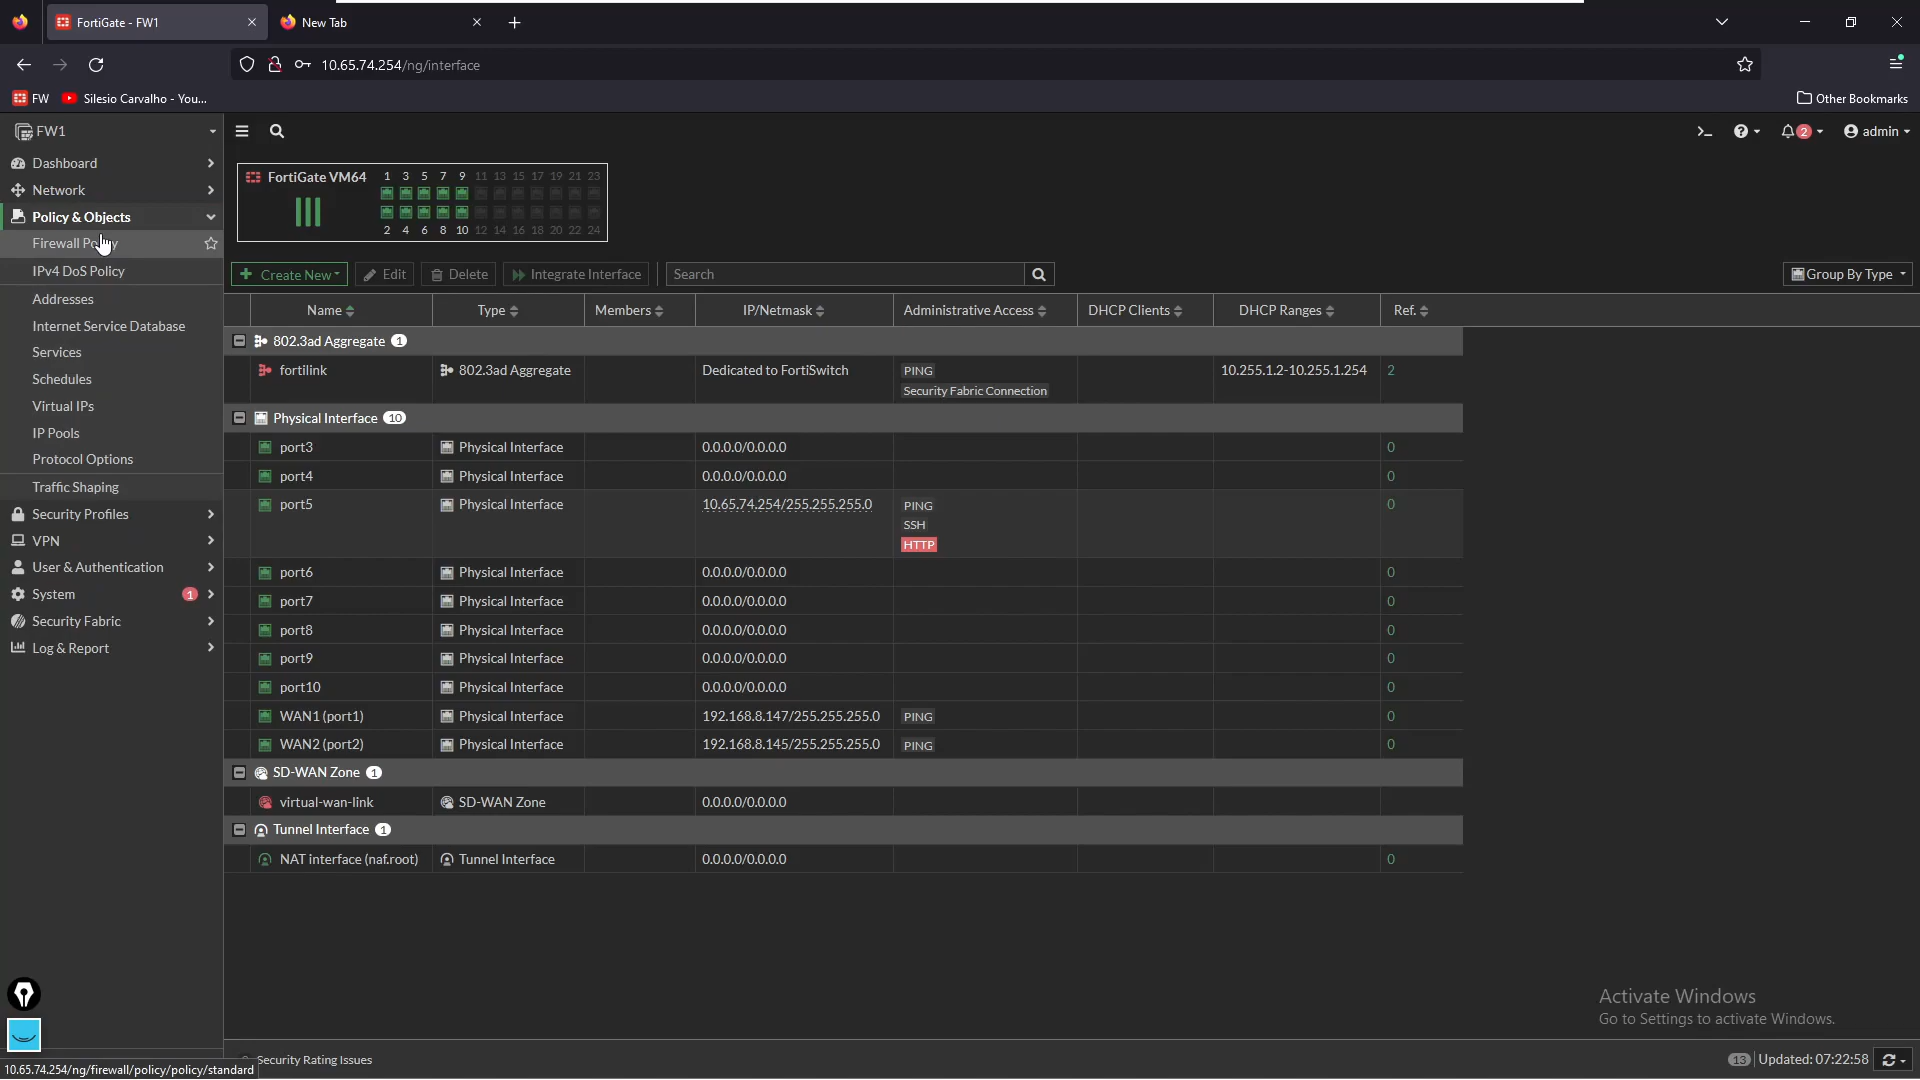 FortiGate - FW1
New Tab
10.65.74.254/ng/interface
FW
Silesio Carvalho - You...
Other Bookmarks
FW1
2
admin
Dashboard
Network
Policy & Objects
Firewall Policy
IPv4 DoS Policy
Addresses
Internet Service Database
Services
Schedules
Virtual IPs
IP Pools
Protocol Options
Traffic Shaping
Security Profiles
VPN
User & Authentication
System 1
Security Fabric
Log & Report
FortiGate VM64
1 3 5 7 9 11 13 15 17 19 21 23
2 4 6 8 10 12 14 16 18 20 22 24
Create New
Edit
Delete
Integrate Interface
Search
Group By Type
Name Type Members IP/Netmask Administrative Access DHCP Clients DHCP Ranges Ref.
802.3ad Aggregate 1
fortilink 802.3ad Aggregate Dedicated to FortiSwitch PING 10.255.1.2-10.255.1.254 2
Security Fabric Connection
Physical Interface 10
port3 Physical Interface 0.0.0.0/0.0.0.0 0
port4 Physical Interface 0.0.0.0/0.0.0.0 0
port5 Physical Interface 10.65.74.254/255.255.255.0 PING 0
SSH
HTTP
port6 Physical Interface 0.0.0.0/0.0.0.0 0
port7 Physical Interface 0.0.0.0/0.0.0.0 0
port8 Physical Interface 0.0.0.0/0.0.0.0 0
port9 Physical Interface 0.0.0.0/0.0.0.0 0
port10 Physical Interface 0.0.0.0/0.0.0.0 0
WAN1 (port1) Physical Interface 192.168.8.147/255.255.255.0 PING 0
WAN2 (port2) Physical Interface 192.168.8.145/255.255.255.0 PING 0
SD-WAN Zone 1
virtual-wan-link SD-WAN Zone 0.0.0.0/0.0.0.0
Tunnel Interface 1
NAT interface (naf.root) Tunnel Interface 0.0.0.0/0.0.0.0 0
Activate Windows
Go to Settings to activate Windows.
Security Rating Issues
13 Updated: 07:22:58
10.65.74.254/ng/firewall/policy/policy/standard